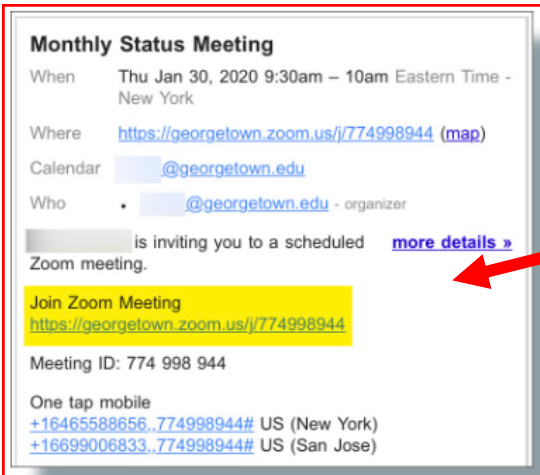 Monthly Status Meeting
When Thu Jan 30, 2020 9:30am – 10am Eastern Time -
New York
Where https://georgetown.zoom.us/j/774998944 (map)
Calendar @georgetown.edu
Who • @georgetown.edu - organizer
is inviting you to a scheduled more details »
Zoom meeting.
Join Zoom Meeting
https://georgetown.zoom.us/j/774998944
Meeting ID: 774 998 944
One tap mobile
+16465588656,,774998944# US (New York)
+16699006833,,774998944# US (San Jose)